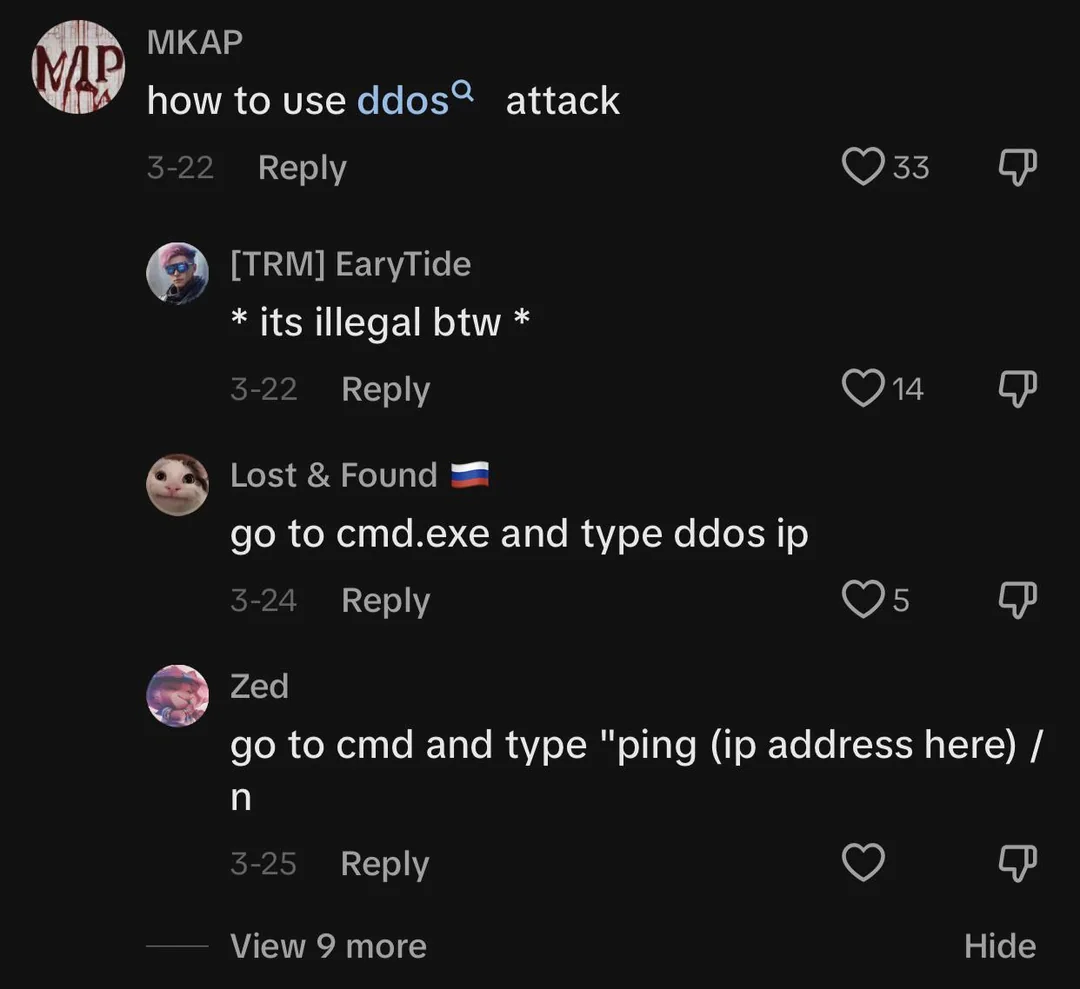 MKAP
how to use ddos attack
3-22 Reply 33
[TRM] EaryTide
* its illegal btw *
3-22 Reply 14
Lost & Found 🇷🇺
go to cmd.exe and type ddos ip
3-24 Reply 5
Zed
go to cmd and type "ping (ip address here) /
n
3-25 Reply
View 9 more Hide